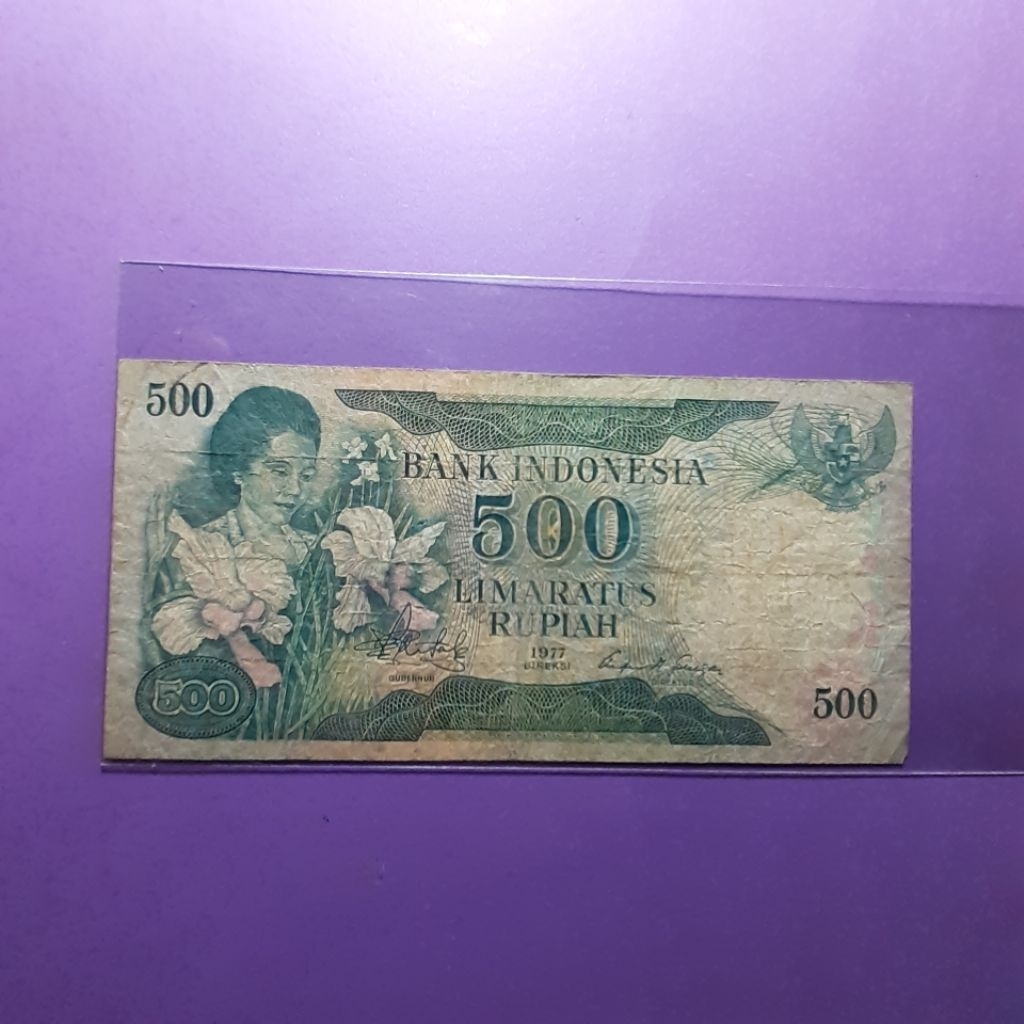 500
BANK INDONESIA
500
LIMARATUS
RUPIAH
1977
DIREKSI
GUBERNUR
500
500